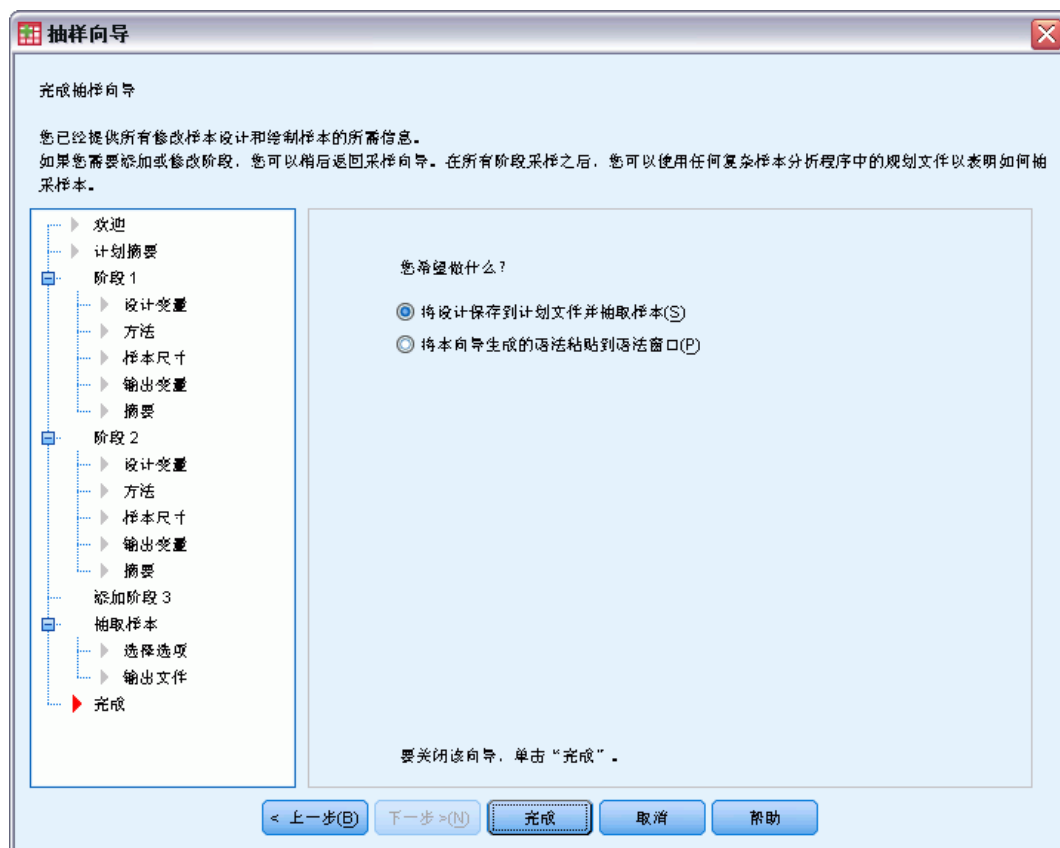 抽样向导
完成抽样向导
您已经提供所有修改样本设计和绘制样本的所需信息。
如果您需要添加或修改阶段，您可以稍后返回采样向导。在所有阶段采样之后，您可以使用任何复杂样本分析程序中的规划文件以表明如何抽
采样本。
欢迎
计划摘要
阶段 1
设计变量
方法
样本尺寸
输出变量
摘要
阶段 2
设计变量
方法
样本尺寸
输出变量
摘要
添加阶段 3
抽取样本
选择选项
输出文件
完成
您希望做什么？
将设计保存到计划文件并抽取样本(S)
将本向导生成的语法粘贴到语法窗口(P)
要关闭该向导，单击“完成”。
< 上一步(B) 下一步 >(N) 完成 取消 帮助